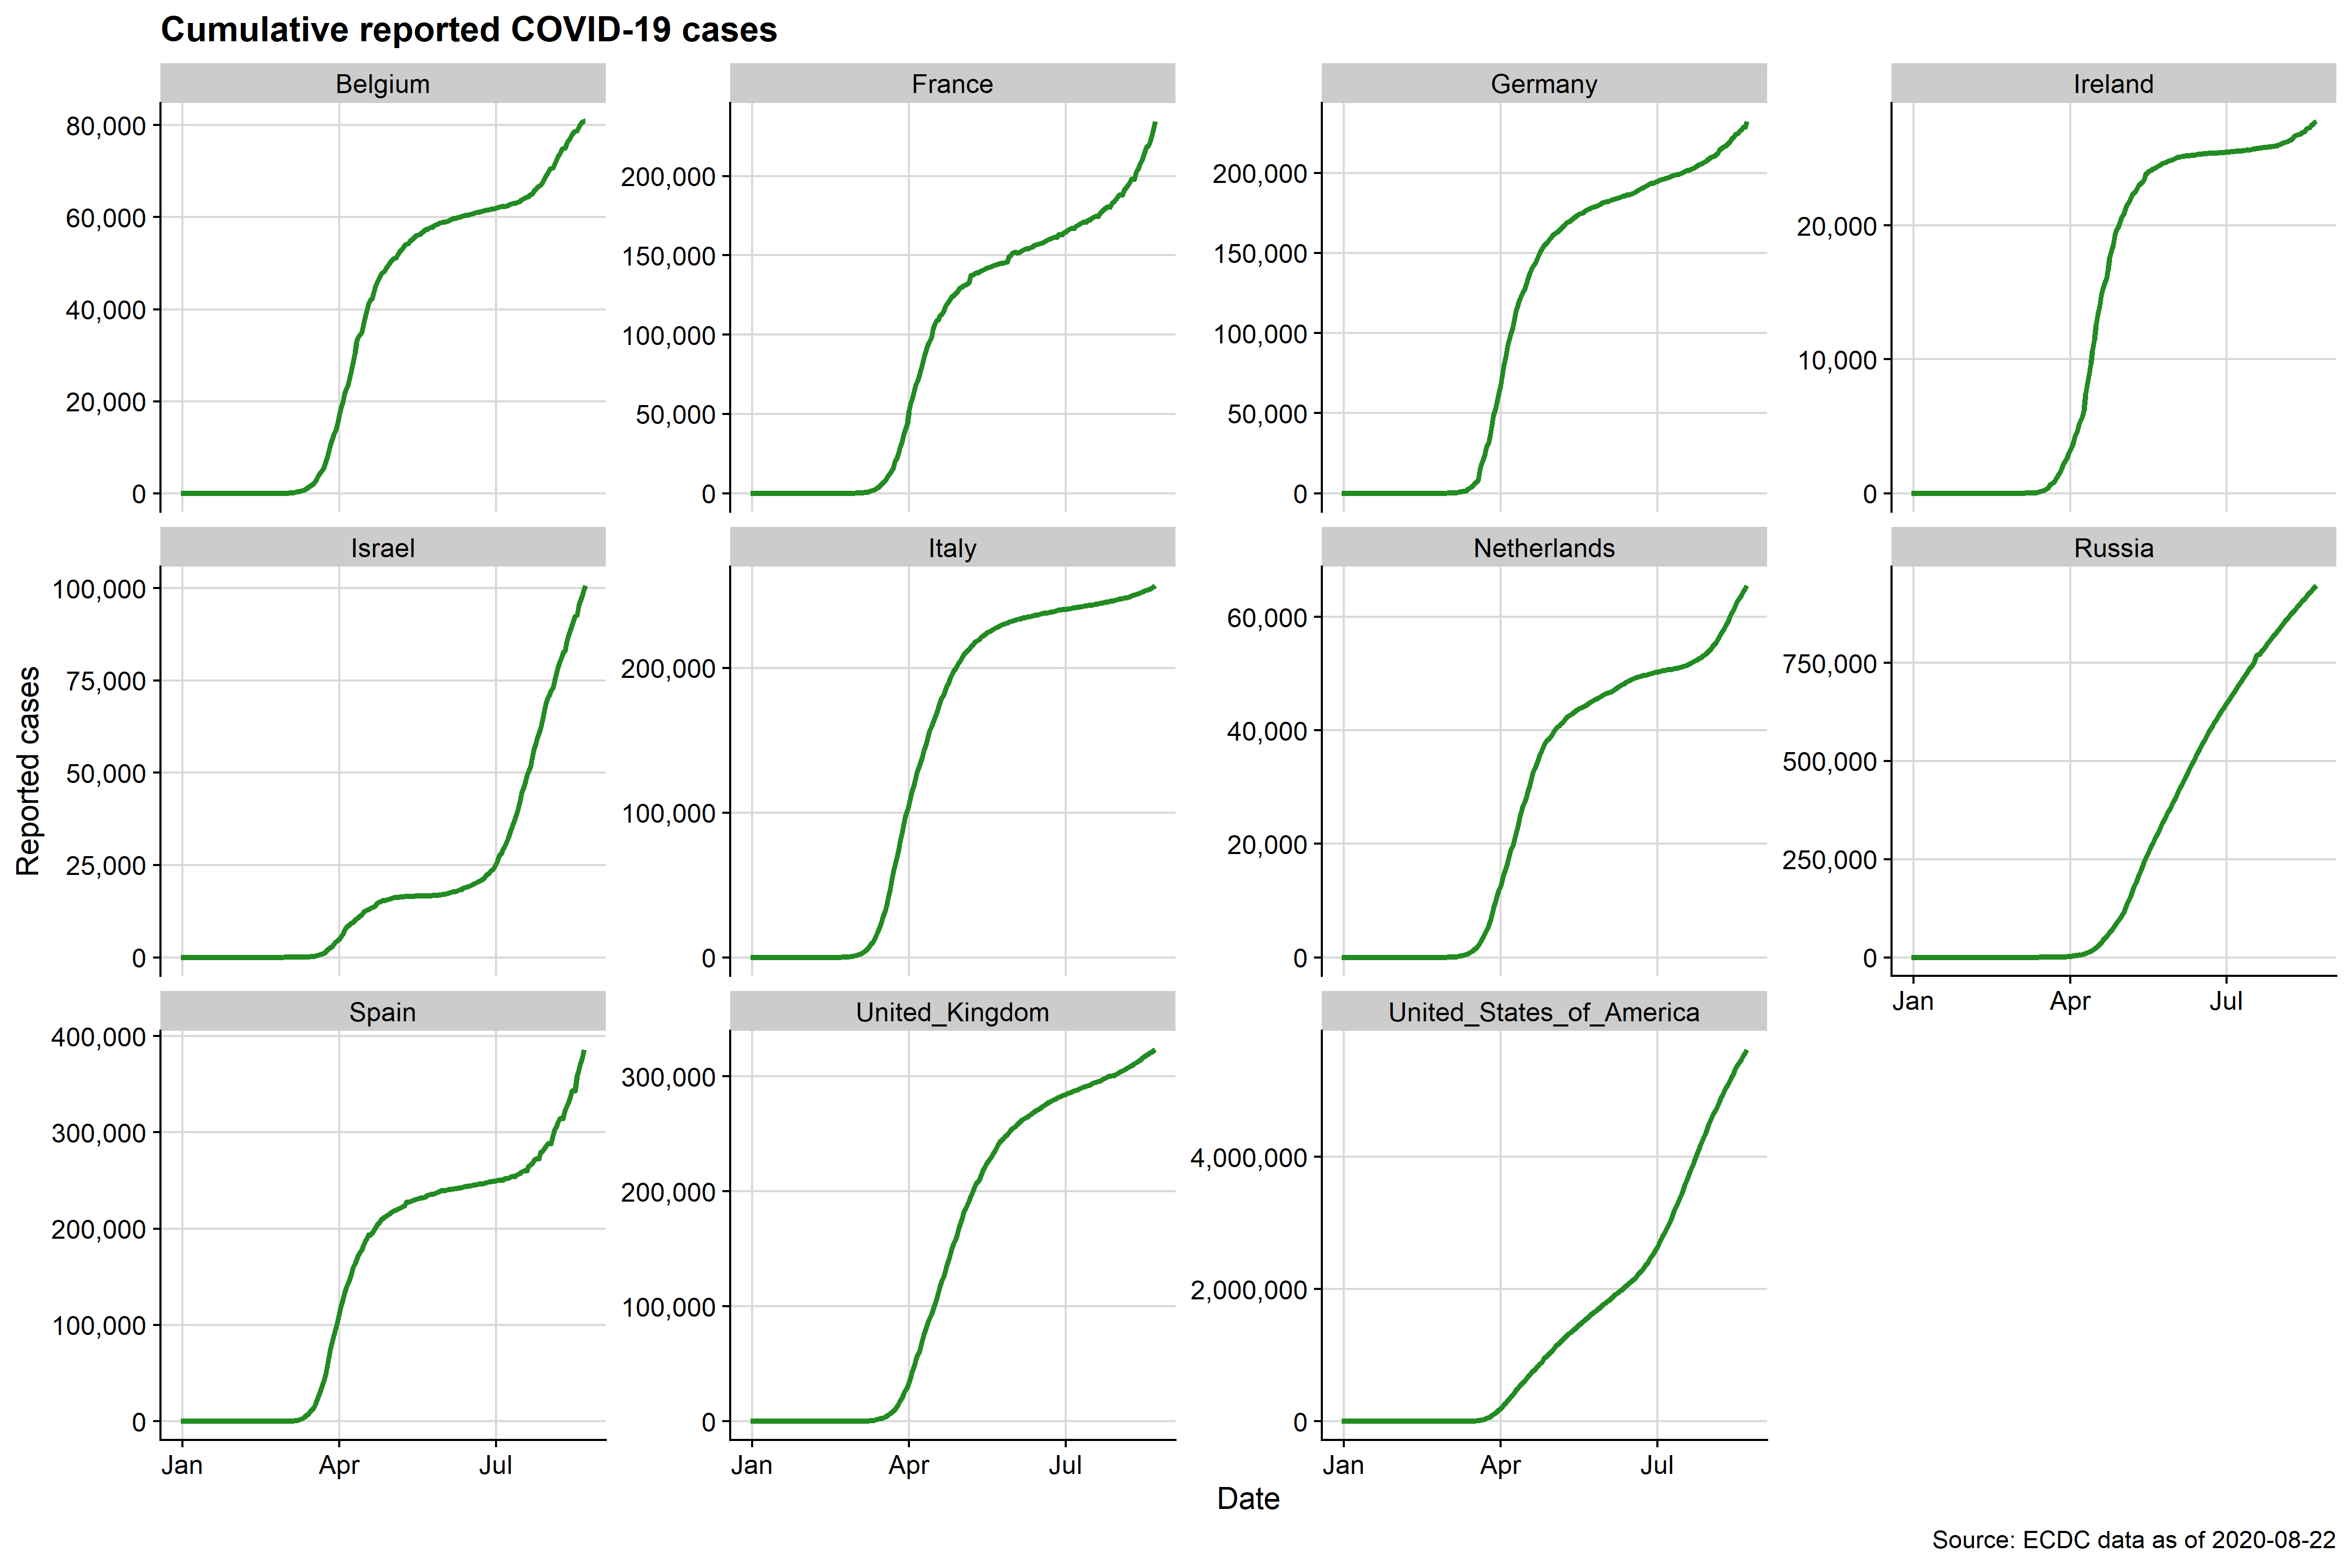 Cumulative reported COVID-19 cases
Belgium
France
Germany
Ireland
80,000
60,000
40,000
20,000
0
200,000
150,000
100,000
50,000
0
200,000
150,000
100,000
50,000
0
20,000
10,000
0
Israel
Italy
Netherlands
Russia
Reported cases
100,000
75,000
50,000
25,000
0
200,000
100,000
0
60,000
40,000
20,000
0
750,000
500,000
250,000
0
Jan Apr Jul
Spain
United_Kingdom
United_States_of_America
400,000
300,000
200,000
100,000
0
300,000
200,000
100,000
0
4,000,000
2,000,000
0
Jan Apr Jul
Jan Apr Jul
Jan Apr Jul
Date
Source: ECDC data as of 2020-08-22